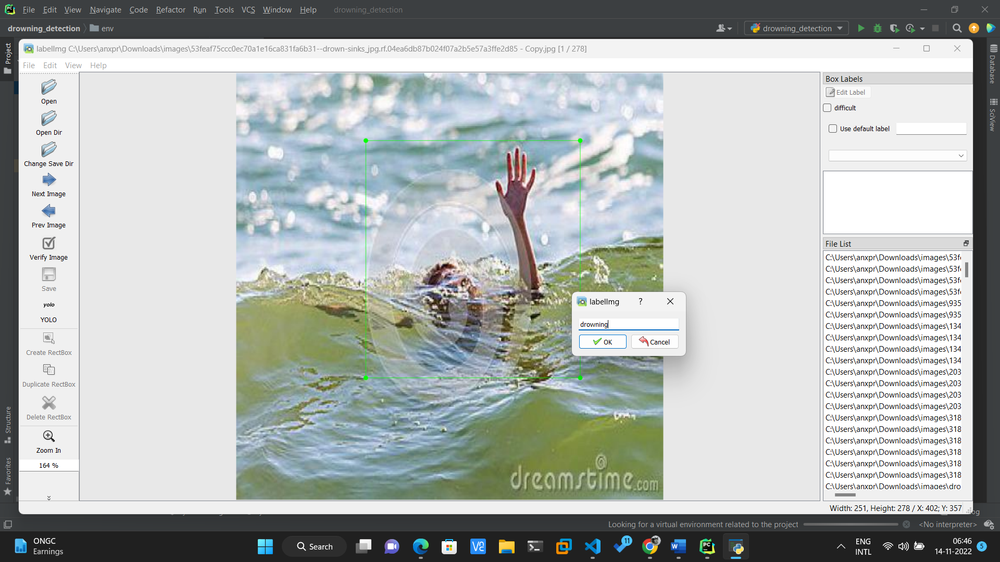 File Edit View Navigate Code Refactor Run Tools VCS Window Help drowning_detection
drowning_detection env drowning_detection
labelImg C:\Users\anxpr\Downloads\images\53feaf75ccc0ec70a1e16ca831fa6b31--drown-sinks_jpg.rf.04ea6db87b024f07a2b5e57a3ffe2d85 - Copy.jpg [1 / 278]
File Edit View Help
Project
Structure
Favorites
Database
SciView
Open
Open Dir
Change Save Dir
Next Image
Prev Image
Verify Image
Save
yolo
YOLO
Create RectBox
Duplicate RectBox
Delete RectBox
Zoom In
164 %
dreamstime.com
labelImg ?
drowning
OK Cancel
Box Labels
Edit Label
difficult
Use default label
File List
C:\Users\anxpr\Downloads\images\53f
C:\Users\anxpr\Downloads\images\53f
C:\Users\anxpr\Downloads\images\53f
C:\Users\anxpr\Downloads\images\53f
C:\Users\anxpr\Downloads\images\935
C:\Users\anxpr\Downloads\images\935
C:\Users\anxpr\Downloads\images\134
C:\Users\anxpr\Downloads\images\134
C:\Users\anxpr\Downloads\images\134
C:\Users\anxpr\Downloads\images\134
C:\Users\anxpr\Downloads\images\203
C:\Users\anxpr\Downloads\images\203
C:\Users\anxpr\Downloads\images\203
C:\Users\anxpr\Downloads\images\203
C:\Users\anxpr\Downloads\images\318
C:\Users\anxpr\Downloads\images\318
C:\Users\anxpr\Downloads\images\318
C:\Users\anxpr\Downloads\images\318
C:\Users\anxpr\Downloads\images\318
C:\Users\anxpr\Downloads\images\318
C:\Users\anxpr\Downloads\images\dro
Width: 251, Height: 278 / X: 402; Y: 357
Looking for a virtual environment related to the project <No interpreter>
ONGC
Earnings
Search
11
ENG
INTL
06:46
14-11-2022
5